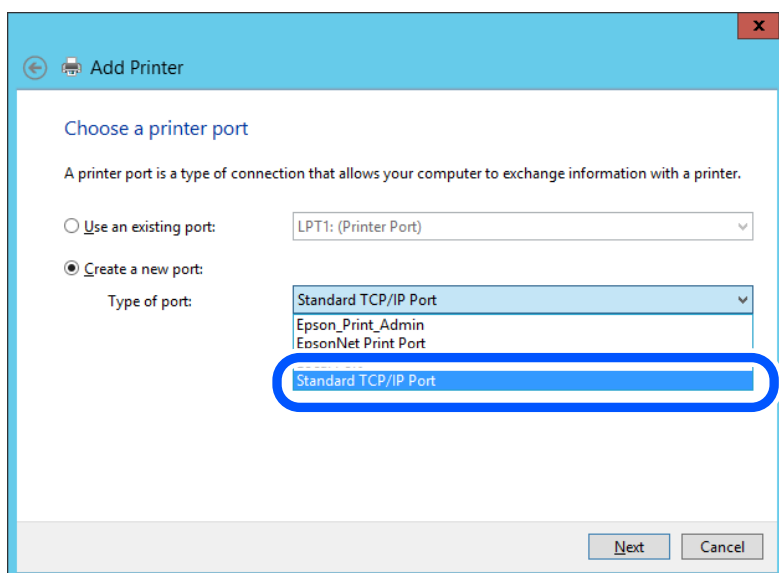 x
Add Printer
Choose a printer port
A printer port is a type of connection that allows your computer to exchange information with a printer.
Use an existing port: LPT1: (Printer Port)
Create a new port:
Type of port: Standard TCP/IP Port
Epson_Print_Admin
EpsonNet Print Port
Standard TCP/IP Port
Next Cancel